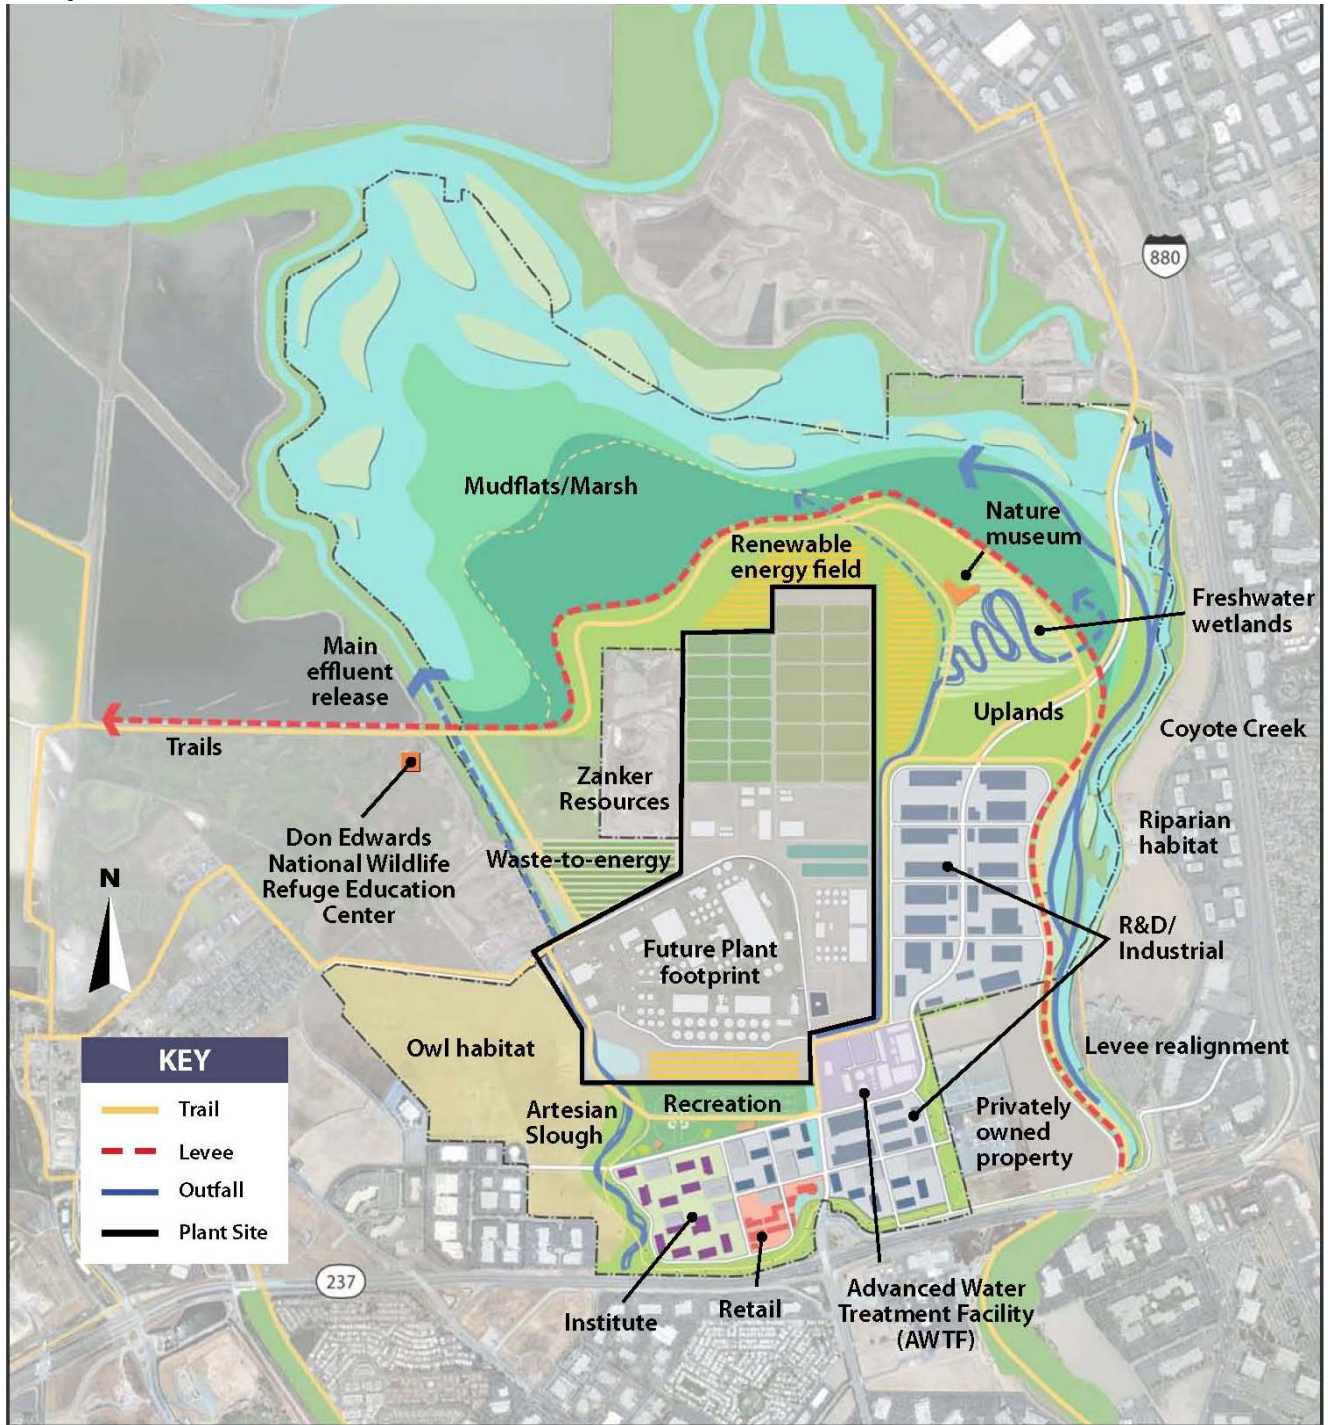 880
Mudflats/Marsh
Nature
museum
Renewable
energy field
Freshwater
wetlands
Main
effluent
release
Uplands
Coyote Creek
Trails
Zanker
Resources
Don Edwards
National Wildlife
Refuge Education
Center
Waste-to-energy
Riparian
habitat
N
R&D/
Industrial
Future Plant
footprint
Owl habitat
Levee realignment
KEY
Trail
Levee
Outfall
Plant Site
Artesian
Slough
Recreation
Privately
owned
property
237
Institute
Retail
Advanced Water
Treatment Facility
(AWTF)